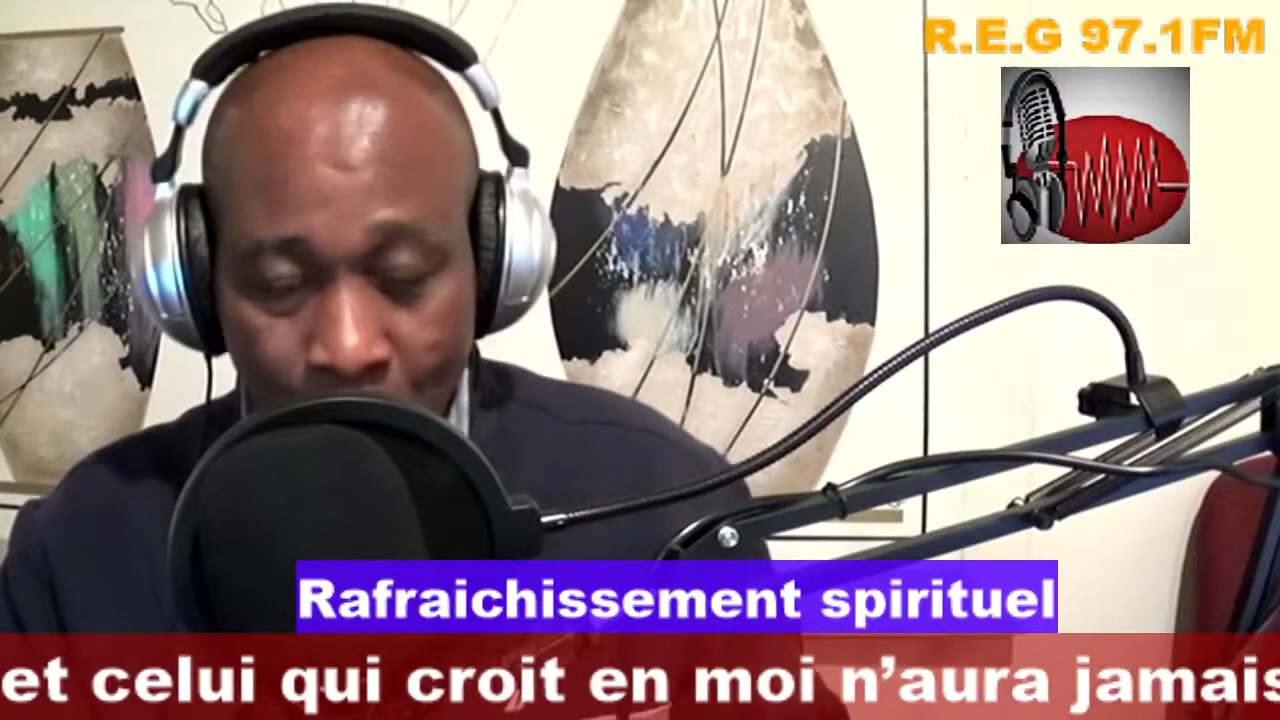 R.E.G 97.1FM
Rafraichissement spirituel
et celui qui croit en moi n’aura jamais